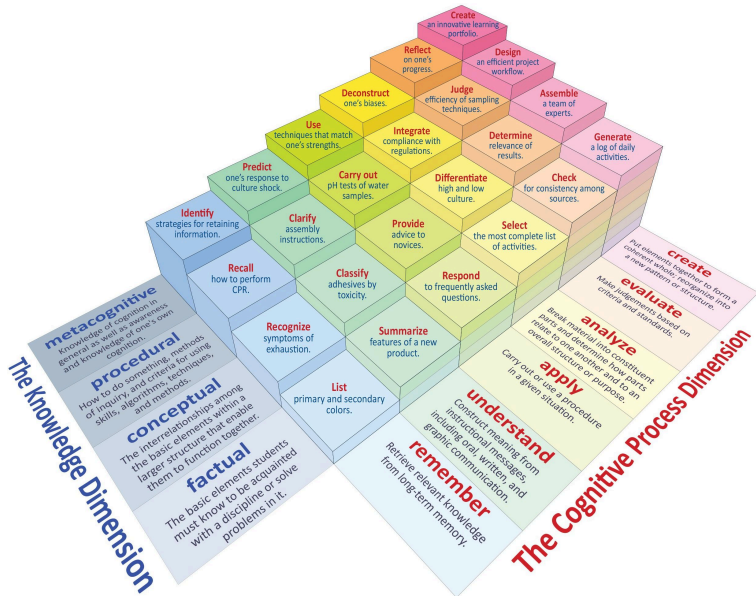 Create
an innovative learning
portfolio.
Reflect
on one's
progress.
Design
an efficient project
workflow.
Deconstruct
one's biases.
Judge
efficiency of sampling
techniques.
Assemble
a team of
experts.
Use
techniques that match
one's strengths.
Integrate
compliance with
regulations.
Determine
relevance of
results.
Generate
a log of daily
activities.
Predict
one's response to
culture shock.
Carry out
pH tests of water
samples.
Differentiate
high and low
culture.
Check
for consistency among
sources.
Identify
strategies for retaining
information.
Clarify
assembly
instructions.
Provide
advice to
novices.
Select
the most complete list
of activities.
Recall
how to perform
CPR.
Classify
adhesives by
toxicity.
Respond
to frequently asked
questions.
Recognize
symptoms of
exhaustion.
Summarize
features of a new
product.
List
primary and secondary
colors.
The Knowledge Dimension
metacognitive
Knowledge of cognition in
general as well as awareness
and knowledge of one's own
cognition.
procedural
How to do something, methods
of inquiry, and criteria for using
skills, algorithms, techniques,
and methods.
conceptual
The interrelationships among
the basic elements within a
larger structure that enable
them to function together.
factual
The basic elements students
must know to be acquainted
with a discipline or solve
problems in it.
The Cognitive Process Dimension
create
Put elements together to form a
coherent whole; reorganize into
a new pattern or structure.
evaluate
Make judgements based on
criteria and standards.
analyze
Break material into constituent
parts and determine how parts
relate to one another and to an
overall structure or purpose.
apply
Carry out or use a procedure
in a given situation.
understand
Construct meaning from
instructional messages,
including oral, written, and
graphic communication.
remember
Retrieve relevant knowledge
from long-term memory.